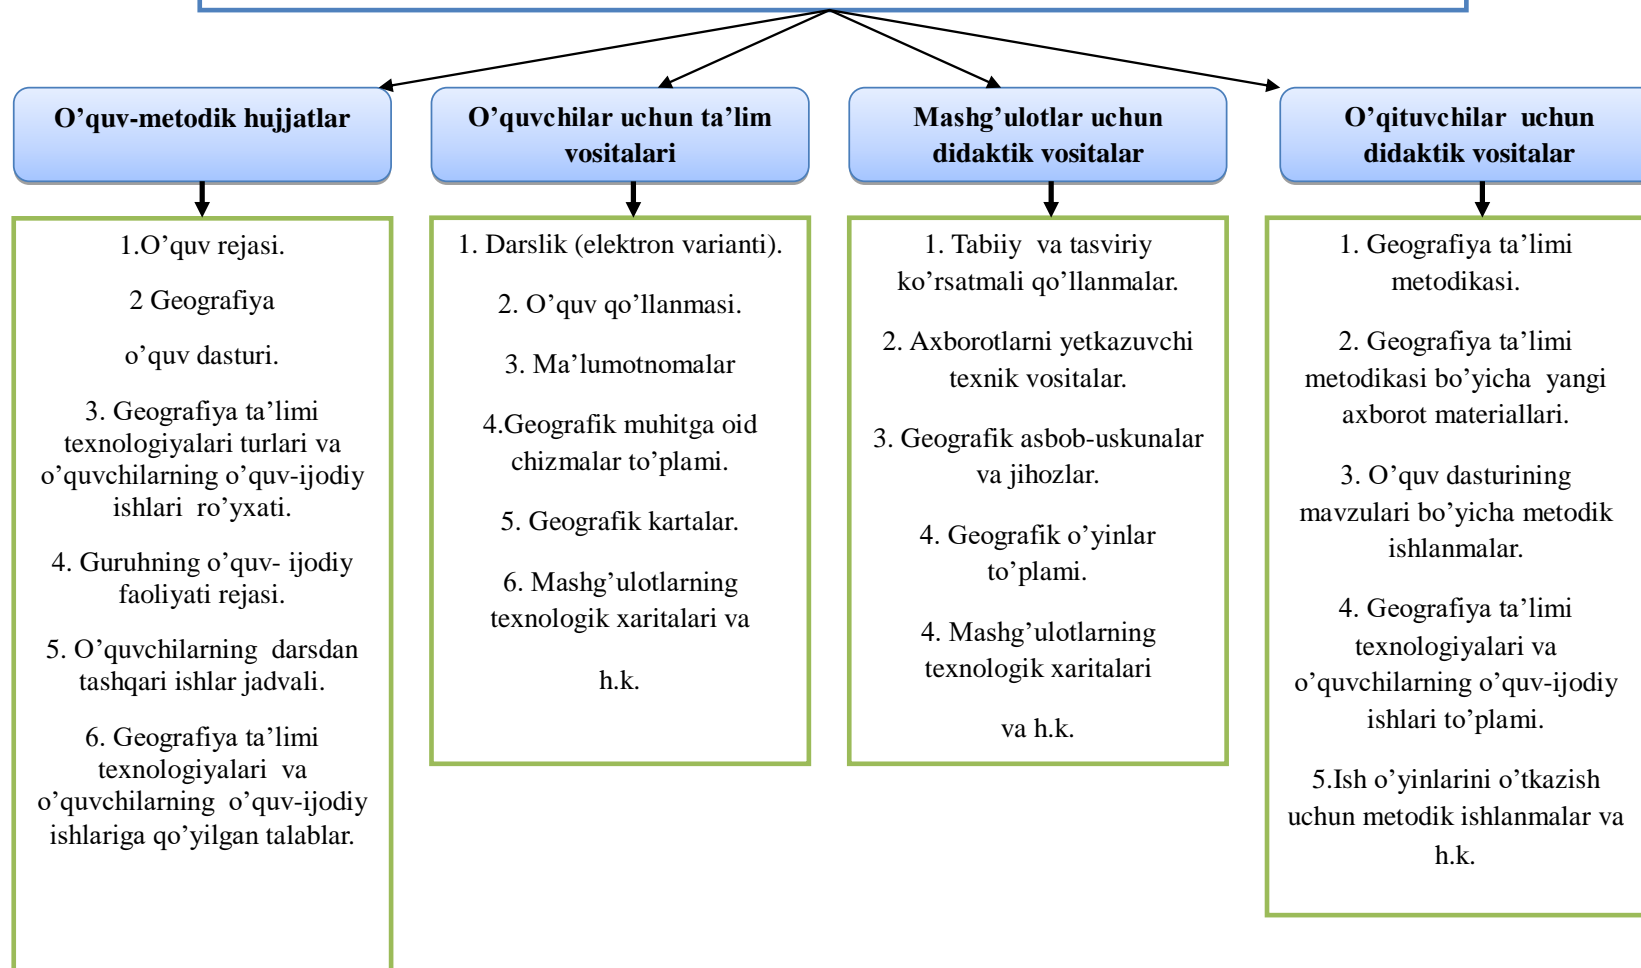 O’quv-metodik hujjatlar
1.O’quv rejasi.
2 Geografiya
o’quv dasturi.
3. Geografiya ta’limi
texnologiyalari turlari va
o’quvchilarning o’quv-ijodiy
ishlari ro’yxati.
4. Guruhning o’quv- ijodiy
faoliyati rejasi.
5. O’quvchilarning darsdan
tashqari ishlar jadvali.
6. Geografiya ta’limi
texnologiyalari va
o’quvchilarning o’quv-ijodiy
ishlariga qo’yilgan talablar.
O’quvchilar uchun ta’lim
vositalari
1. Darslik (elektron varianti).
2. O’quv qo’llanmasi.
3. Ma’lumotnomalar
4.Geografik muhitga oid
chizmalar to’plami.
5. Geografik kartalar.
6. Mashg’ulotlarning
texnologik xaritalari va
h.k.
Mashg’ulotlar uchun
didaktik vositalar
1. Tabiiy va tasviriy
ko’rsatmali qo’llanmalar.
2. Axborotlarni yetkazuvchi
texnik vositalar.
3. Geografik asbob-uskunalar
va jihozlar.
4. Geografik o’yinlar
to’plami.
4. Mashg’ulotlarning
texnologik xaritalari
va h.k.
O’qituvchilar uchun
didaktik vositalar
1. Geografiya ta’limi
metodikasi.
2. Geografiya ta’limi
metodikasi bo’yicha yangi
axborot materiallari.
3. O’quv dasturining
mavzulari bo’yicha metodik
ishlanmalar.
4. Geografiya ta’limi
texnologiyalari va
o’quvchilarning o’quv-ijodiy
ishlari to’plami.
5.Ish o’yinlarini o’tkazish
uchun metodik ishlanmalar va
h.k.